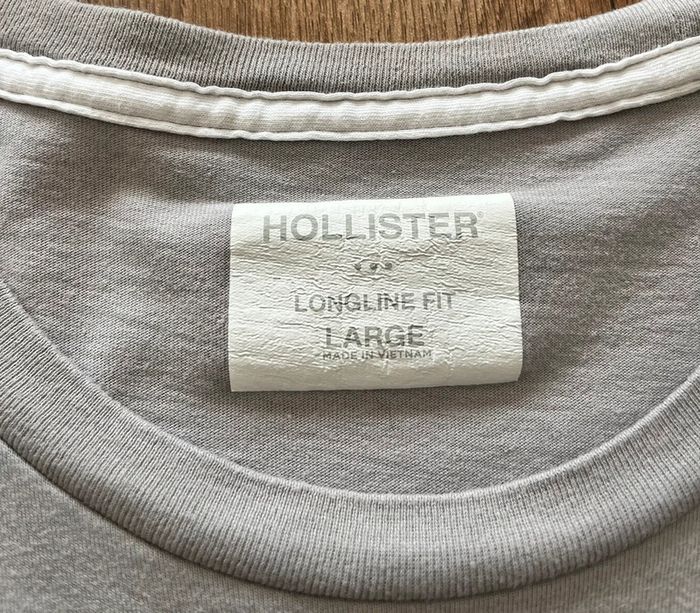 HOLLISTER®
LONGLINE FIT
LARGE
MADE IN VIETNAM